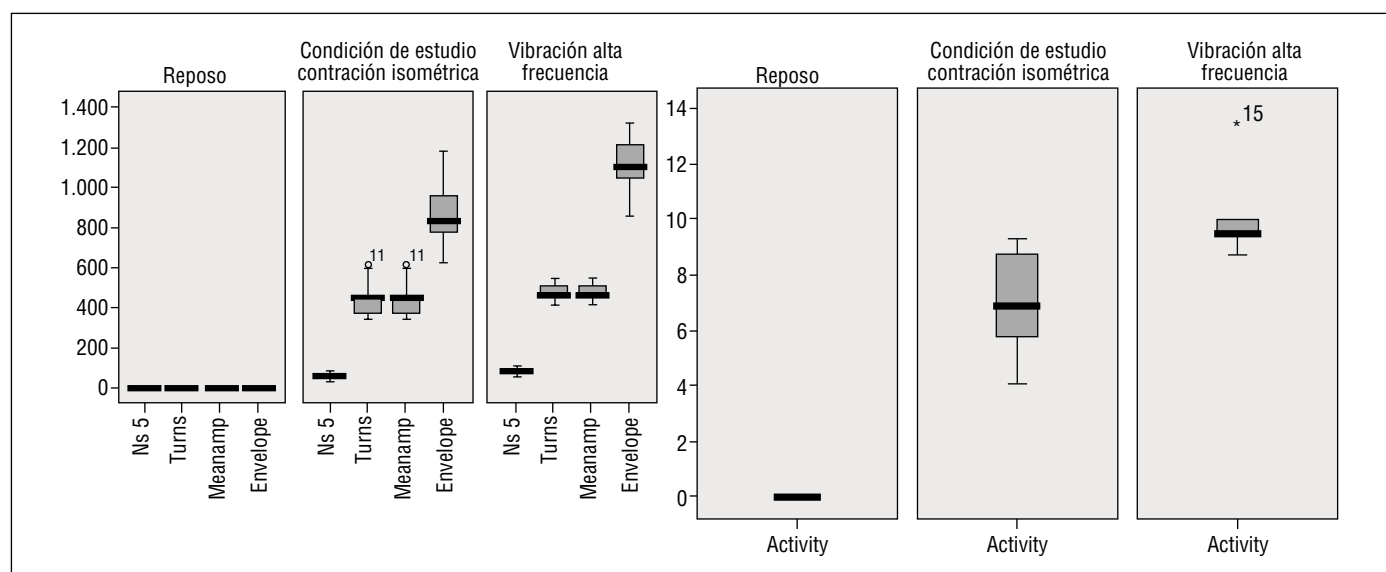 Reposo
Condición de estudio
contración isométrica
Vibración alta
frecuencia
1.400
1.200
1.000
800
600
400
200
0
11
11
Ns 5
Turns
Meanamp
Envelope
Ns 5
Turns
Meanamp
Envelope
Ns 5
Turns
Meanamp
Envelope
Reposo
Condición de estudio
contración isométrica
Vibración alta
frecuencia
14
12
10
8
6
4
2
0
* 15
Activity
Activity
Activity